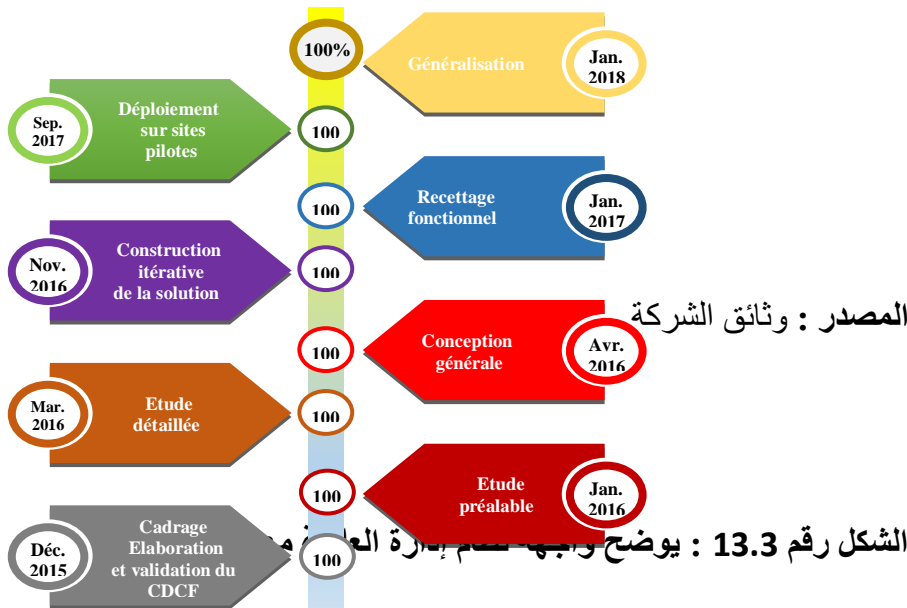 100%
Généralisation
Jan.
2018
Sep.
2017
Déploiement
sur sites
pilotes
100
100
Recettage
fonctionnel
Jan.
2017
Nov.
2016
Construction
itérative
de la solution
100
المصدر : وثائق الشركة
100
Conception
générale
Avr.
2016
Mar.
2016
Etude
détaillée
100
100
Etude
préalable
Jan.
2016
الشكل رقم 13.3 : يوضح
Déc.
2015
Cadrage
Elaboration
et validation du
CDCF
100